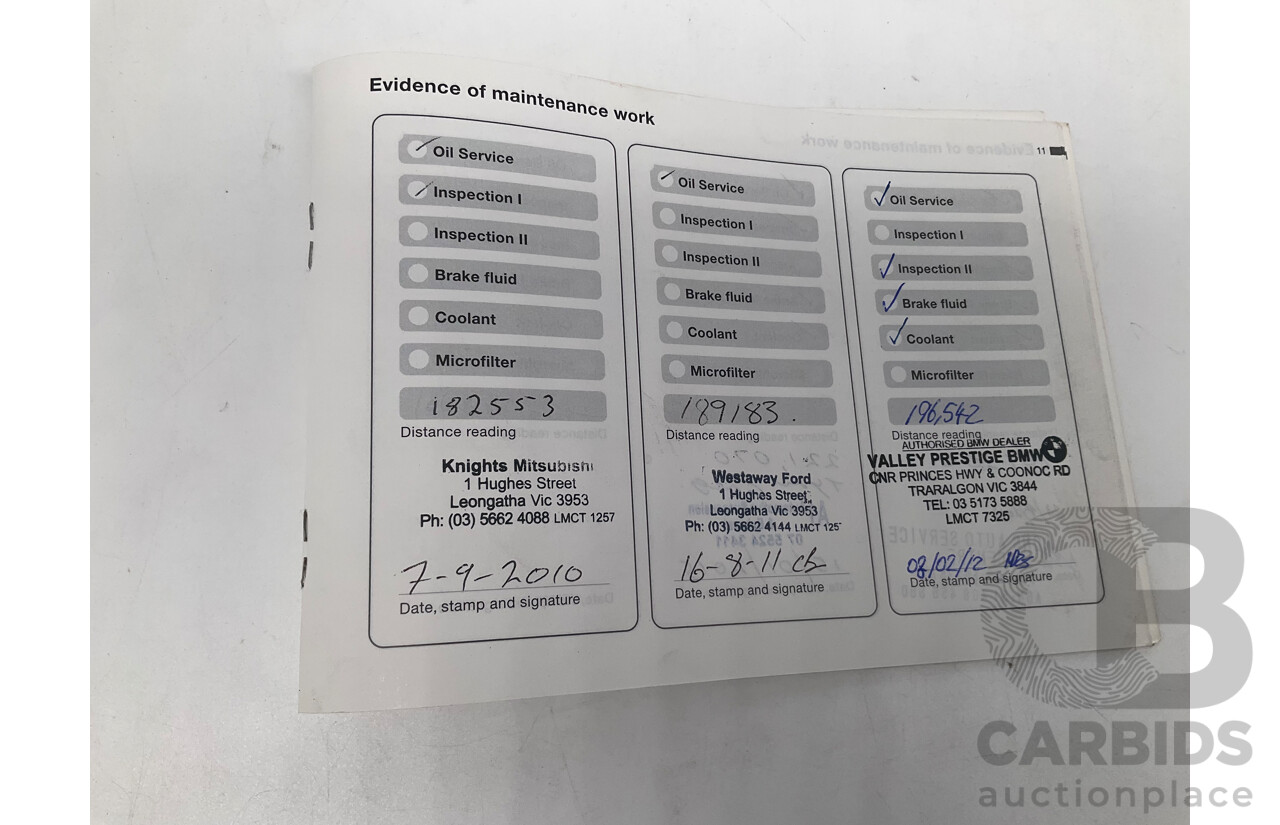 Evidence of maintenance work
11
Oil Service
Inspection I
Inspection II
Brake fluid
Coolant
Microfilter
182553
Distance reading
Knights Mitsubishi
1 Hughes Street
Leongatha Vic 3953
Ph: (03) 5662 4088 LMCT 1257
7-9-2010
Date, stamp and signature
Oil Service
Inspection I
Inspection II
Brake fluid
Coolant
Microfilter
189183.
Distance reading
Westaway Ford
1 Hughes Street,
Leongatha Vic 3953
Ph: (03) 5662 4144 LMCT 125
16-8-11
Date, stamp and signature
Oil Service
Inspection I
Inspection II
Brake fluid
Coolant
Microfilter
196,542
Distance reading
AUTHORISED BMW DEALER
VALLEY PRESTIGE BMW
CNR PRINCES HWY & COONOC RD
TRARALGON VIC 3844
TEL: 03 5173 5888
LMCT 7325
08/02/12
Date, stamp and signature
CB
CARBIDS
auctionplace